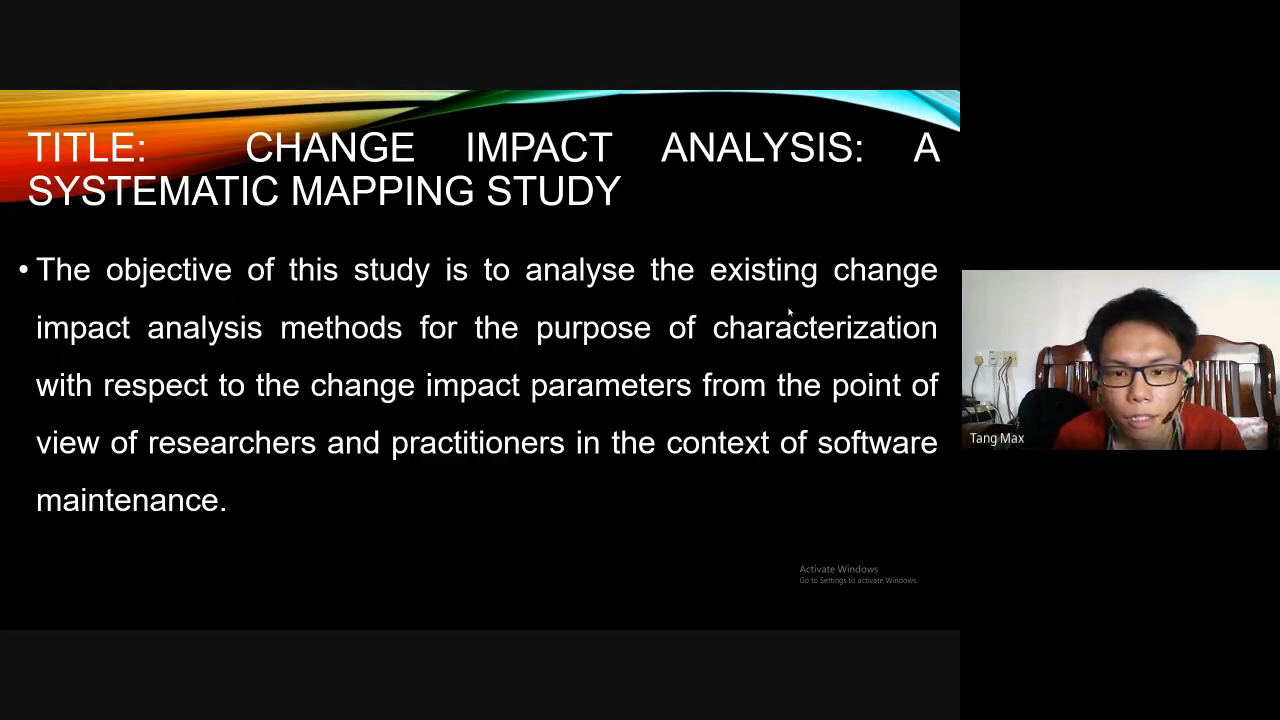 TITLE: CHANGE IMPACT ANALYSIS: A
SYSTEMATIC MAPPING STUDY
• The objective of this study is to analyse the existing change
impact analysis methods for the purpose of characterization
with respect to the change impact parameters from the point of
view of researchers and practitioners in the context of software
maintenance.
Activate Windows
Go to Settings to activate Windows.
Tang Max